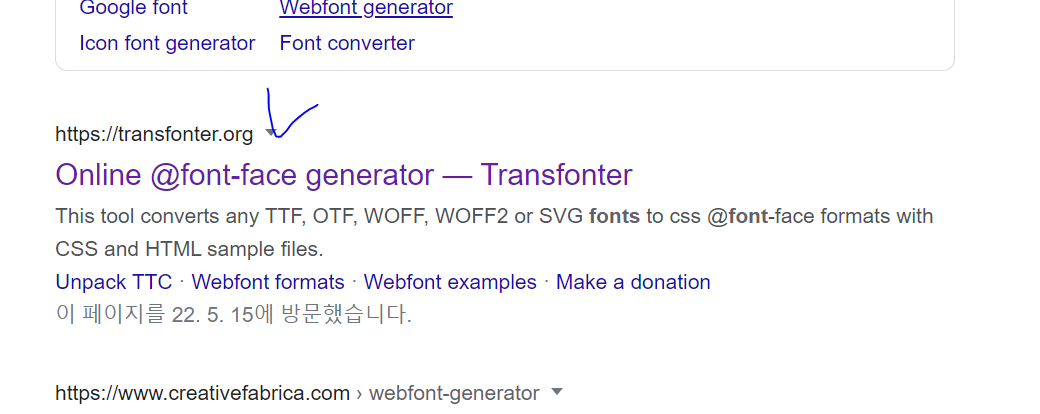 Google font Webfont generator
Icon font generator Font converter
https://transfonter.org
Online @font-face generator — Transfonter
This tool converts any TTF, OTF, WOFF, WOFF2 or SVG fonts to css @font-face formats with
CSS and HTML sample files.
Unpack TTC · Webfont formats · Webfont examples · Make a donation
이 페이지를 22. 5. 15에 방문했습니다.
https://www.creativefabrica.com › webfont-generator